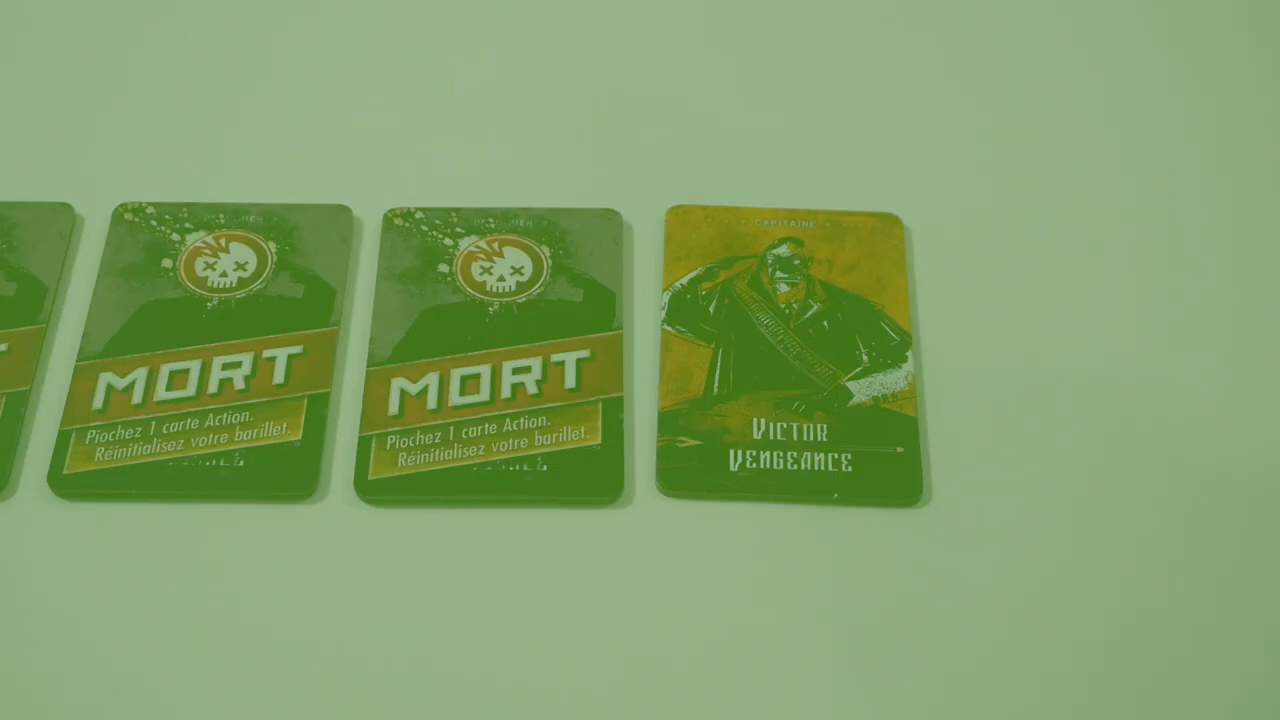 MORT
Piochez 1 carte Action.
Réinitialisez votre barillet.
MORT
Piochez 1 carte Action.
Réinitialisez votre barillet.
CAPITAINE
VICTOR
VENGEANCE